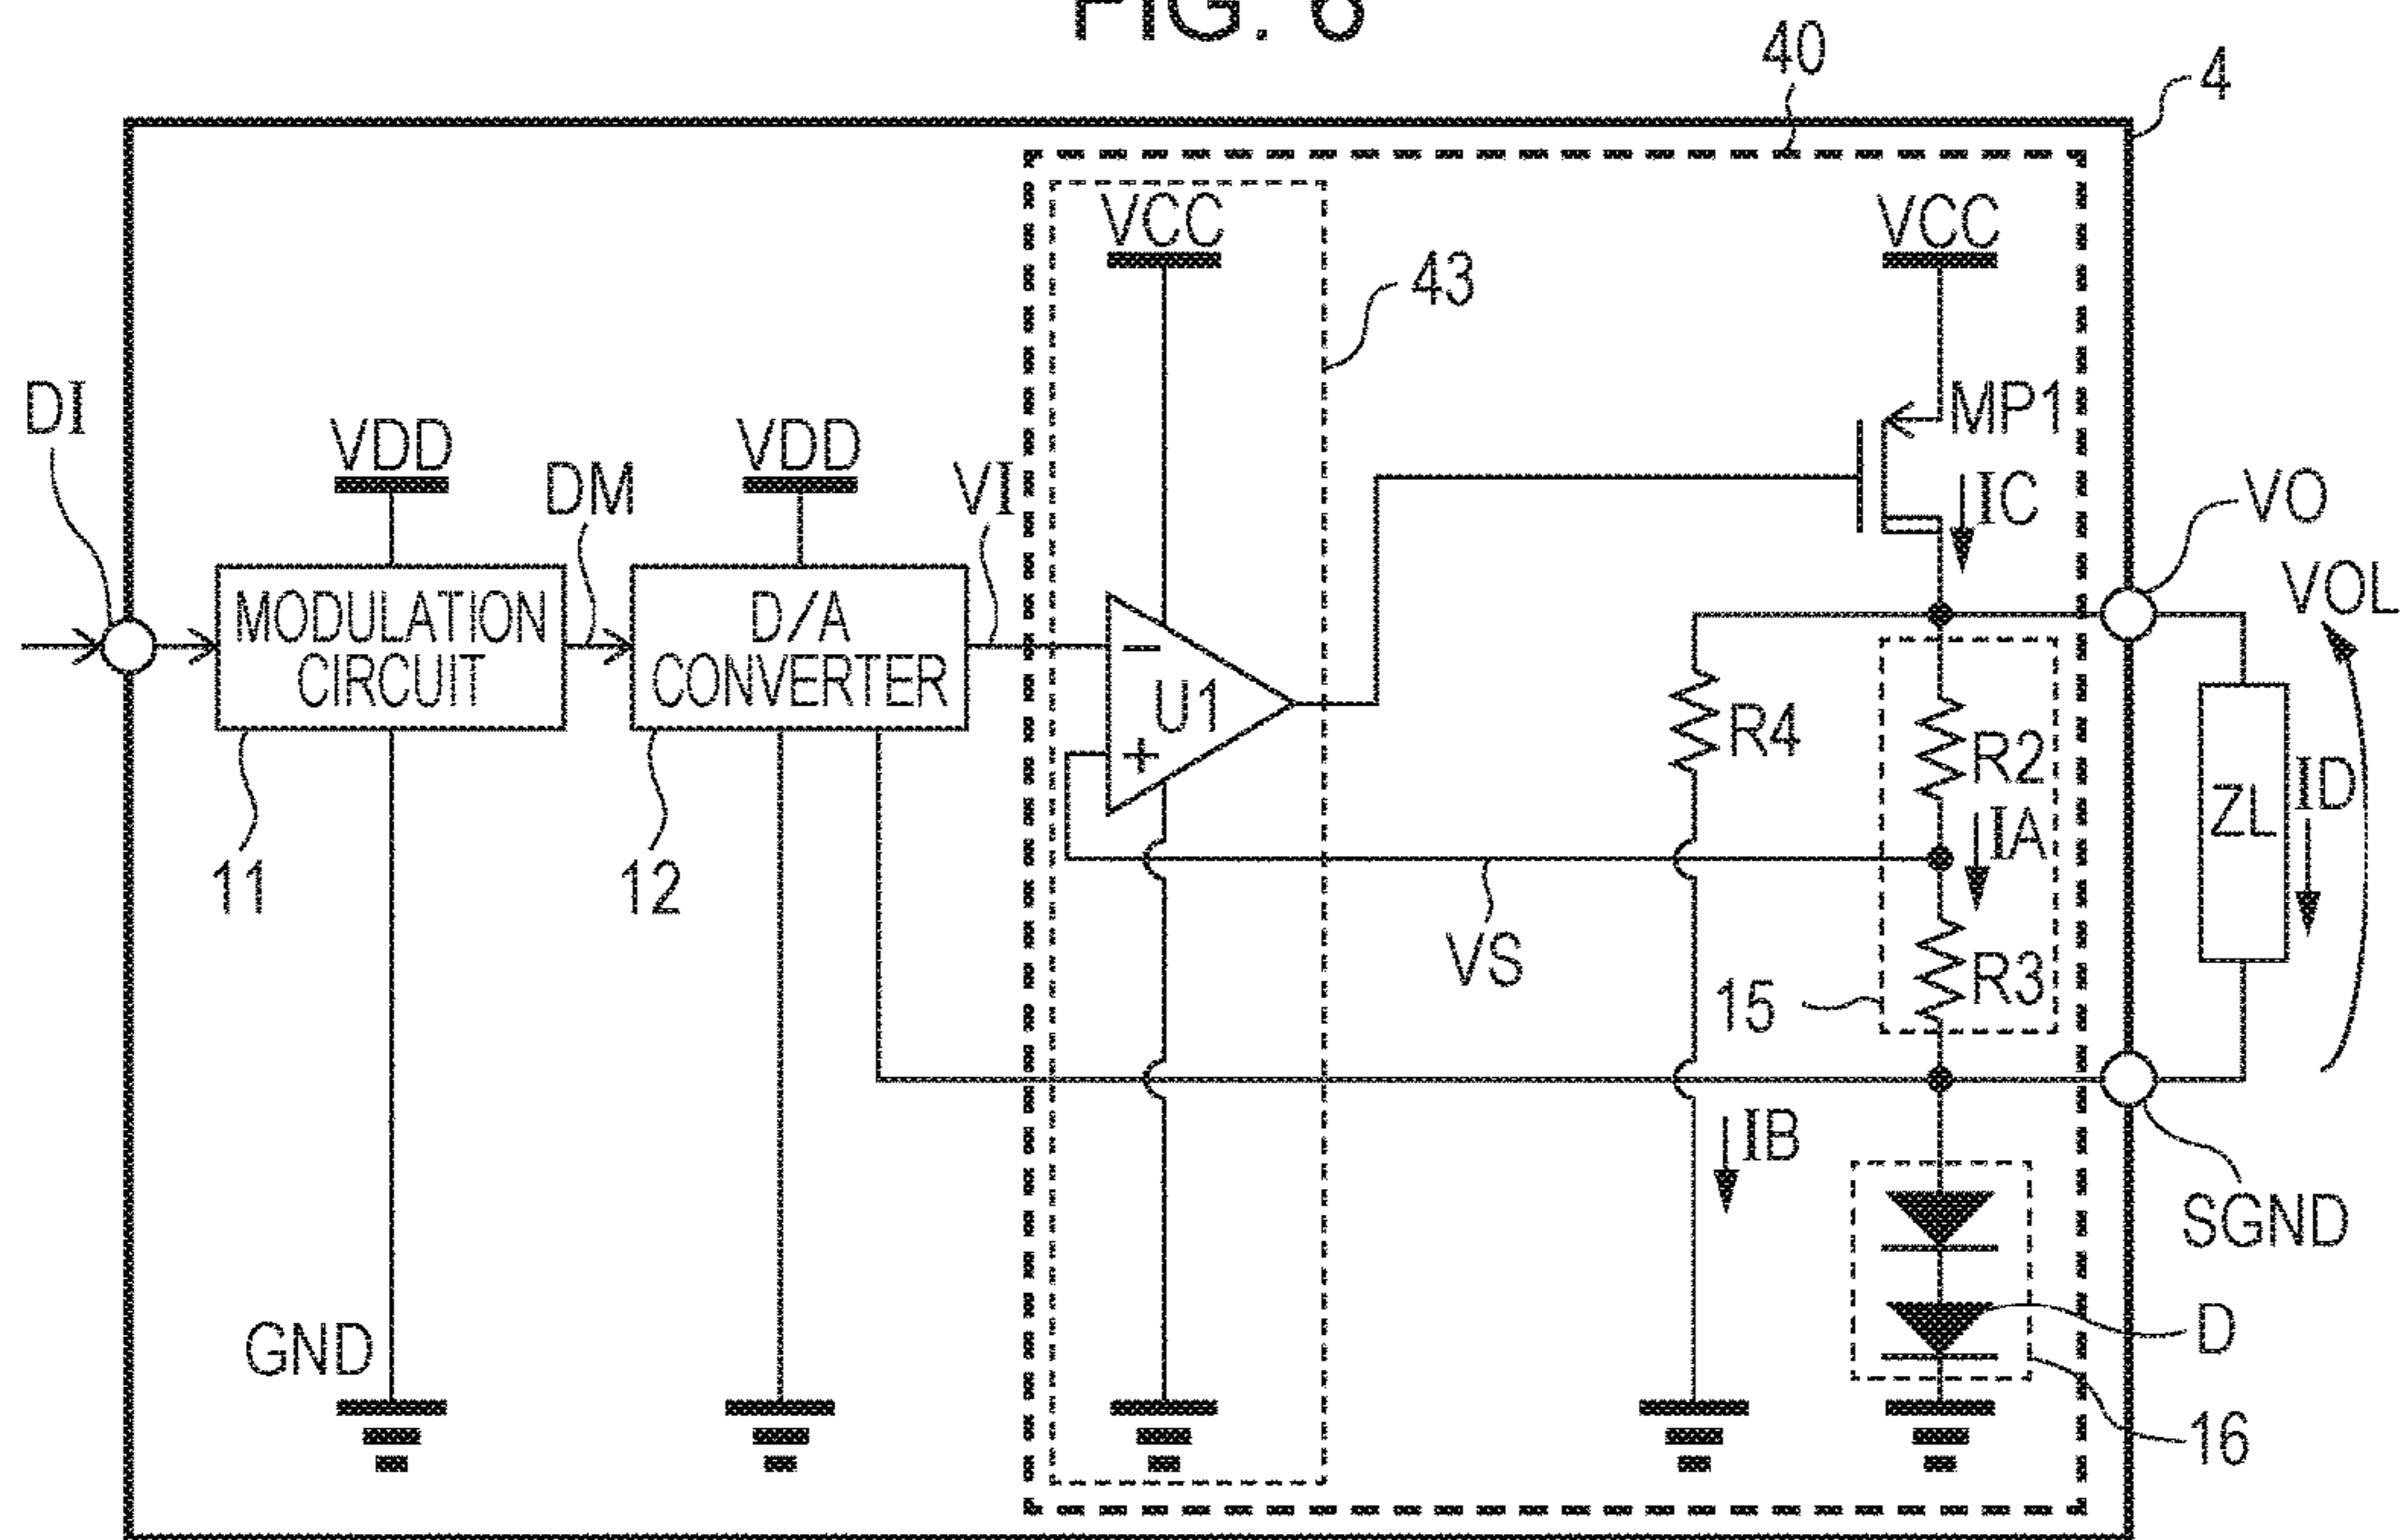 FIG. 6
40
4
VCC
VCC
43
DI
VDD
VDD
MP1
DM
VI
IC
VO
VOL
MODULATION
CIRCUIT
D/A
CONVERTER
−
U1
+
R4
R2
ID
ZL
IA
11
12
VS
R3
15
IB
SGND
GND
D
16